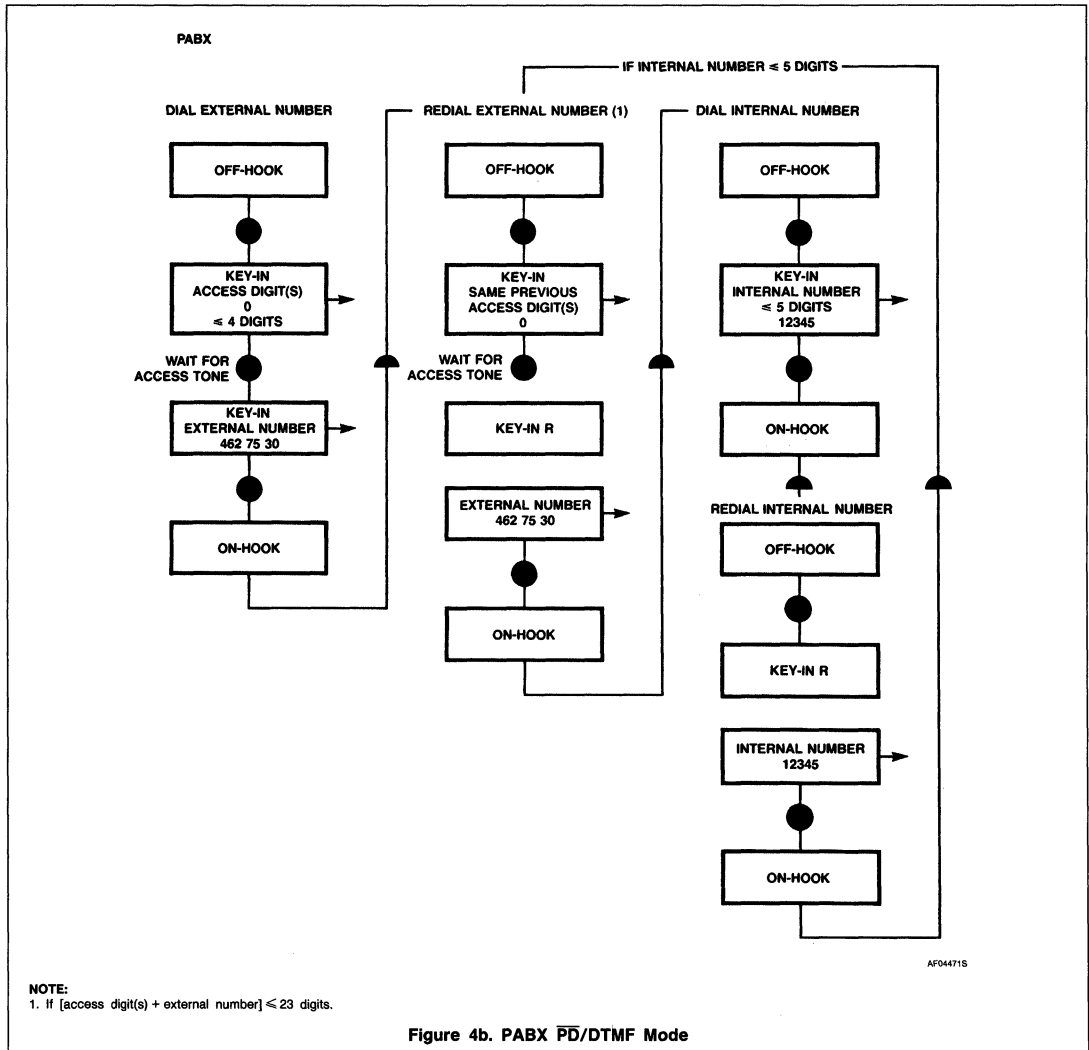 PABX
IF INTERNAL NUMBER ≤ 5 DIGITS
DIAL EXTERNAL NUMBER
OFF-HOOK
KEY-IN
ACCESS DIGIT(S)
0
≤ 4 DIGITS
WAIT FOR
ACCESS TONE
KEY-IN
EXTERNAL NUMBER
462 75 30
ON-HOOK
REDIAL EXTERNAL NUMBER (1)
OFF-HOOK
KEY-IN
SAME PREVIOUS
ACCESS DIGIT(S)
0
WAIT FOR
ACCESS TONE
KEY-IN R
EXTERNAL NUMBER
462 75 30
ON-HOOK
DIAL INTERNAL NUMBER
OFF-HOOK
KEY-IN
INTERNAL NUMBER
≤ 5 DIGITS
12345
ON-HOOK
REDIAL INTERNAL NUMBER
OFF-HOOK
KEY-IN R
INTERNAL NUMBER
12345
ON-HOOK
AF04471S
NOTE:
1. If [access digit(s) + external number] ≤ 23 digits.
Figure 4b. PABX P̅D̅/DTMF Mode